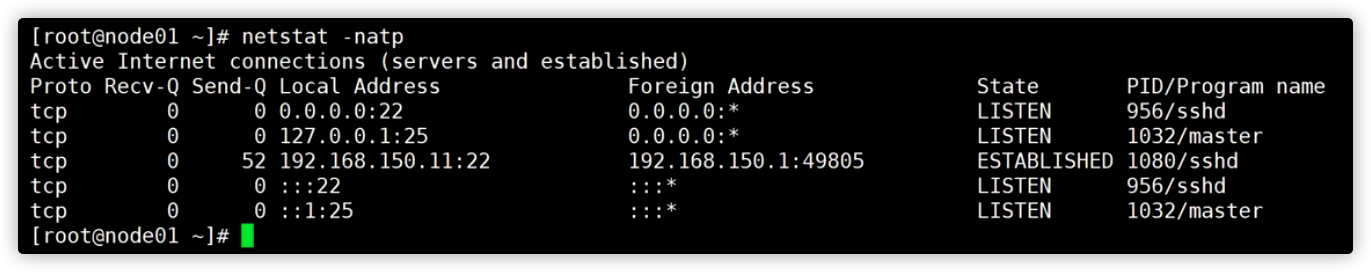 [root@node01 ~]# netstat -natp
Active Internet connections (servers and established)
Proto Recv-Q Send-Q Local Address           Foreign Address         State       PID/Program name
tcp        0      0 0.0.0.0:22              0.0.0.0:*               LISTEN      956/sshd
tcp        0      0 127.0.0.1:25            0.0.0.0:*               LISTEN      1032/master
tcp        0     52 192.168.150.11:22       192.168.150.1:49805     ESTABLISHED 1080/sshd
tcp        0      0 :::22                   :::*                    LISTEN      956/sshd
tcp        0      0 ::1:25                  :::*                    LISTEN      1032/master
[root@node01 ~]#